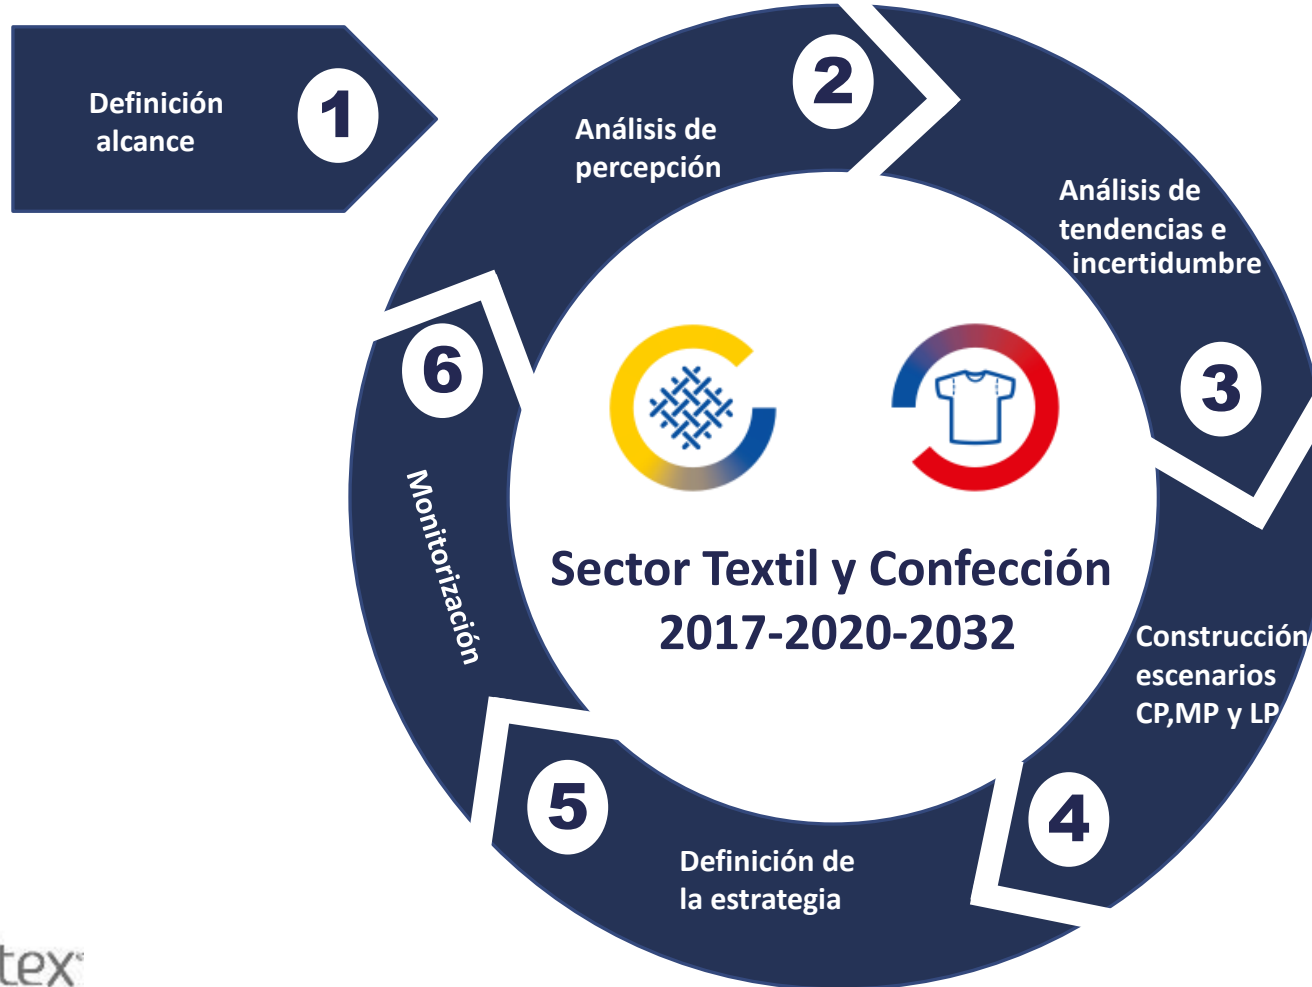 Definición
alcance
1
2
Análisis de
percepción
Análisis de
tendencias e
incertidumbre
3
Construcción
escenarios
CP,MP y LP
4
Definición de
la estrategia
5
Monitorización
6
Sector Textil y Confección
2017-2020-2032